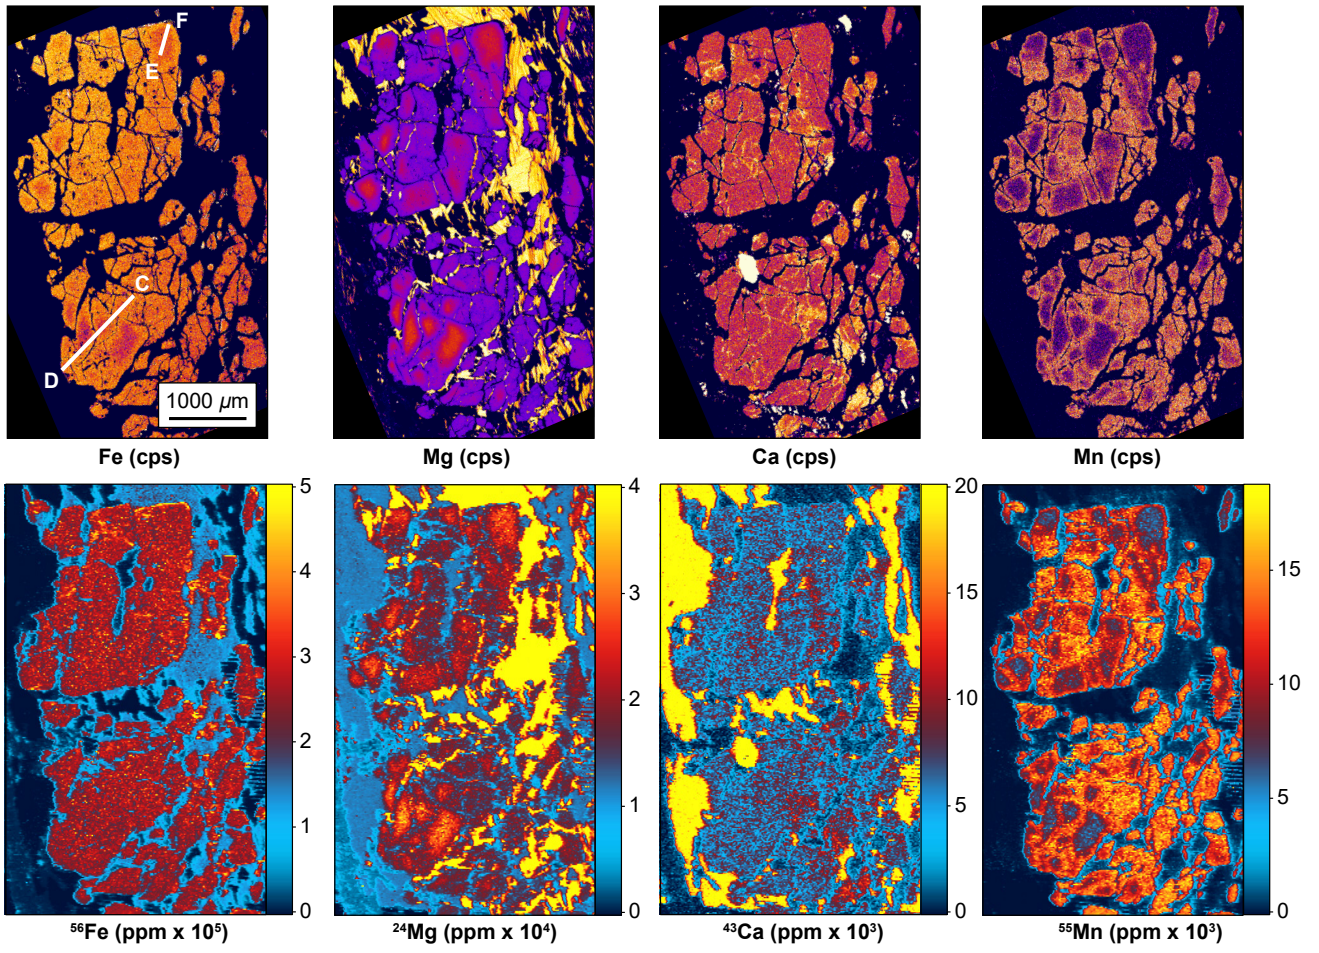 F
E
C
D
1000 µm
Fe (cps)
Mg (cps)
Ca (cps)
Mn (cps)
5
4
3
2
1
0
4
3
2
1
0
20
15
10
5
0
15
10
5
0
⁵⁶Fe (ppm x 10⁵)
²⁴Mg (ppm x 10⁴)
⁴³Ca (ppm x 10³)
⁵⁵Mn (ppm x 10³)